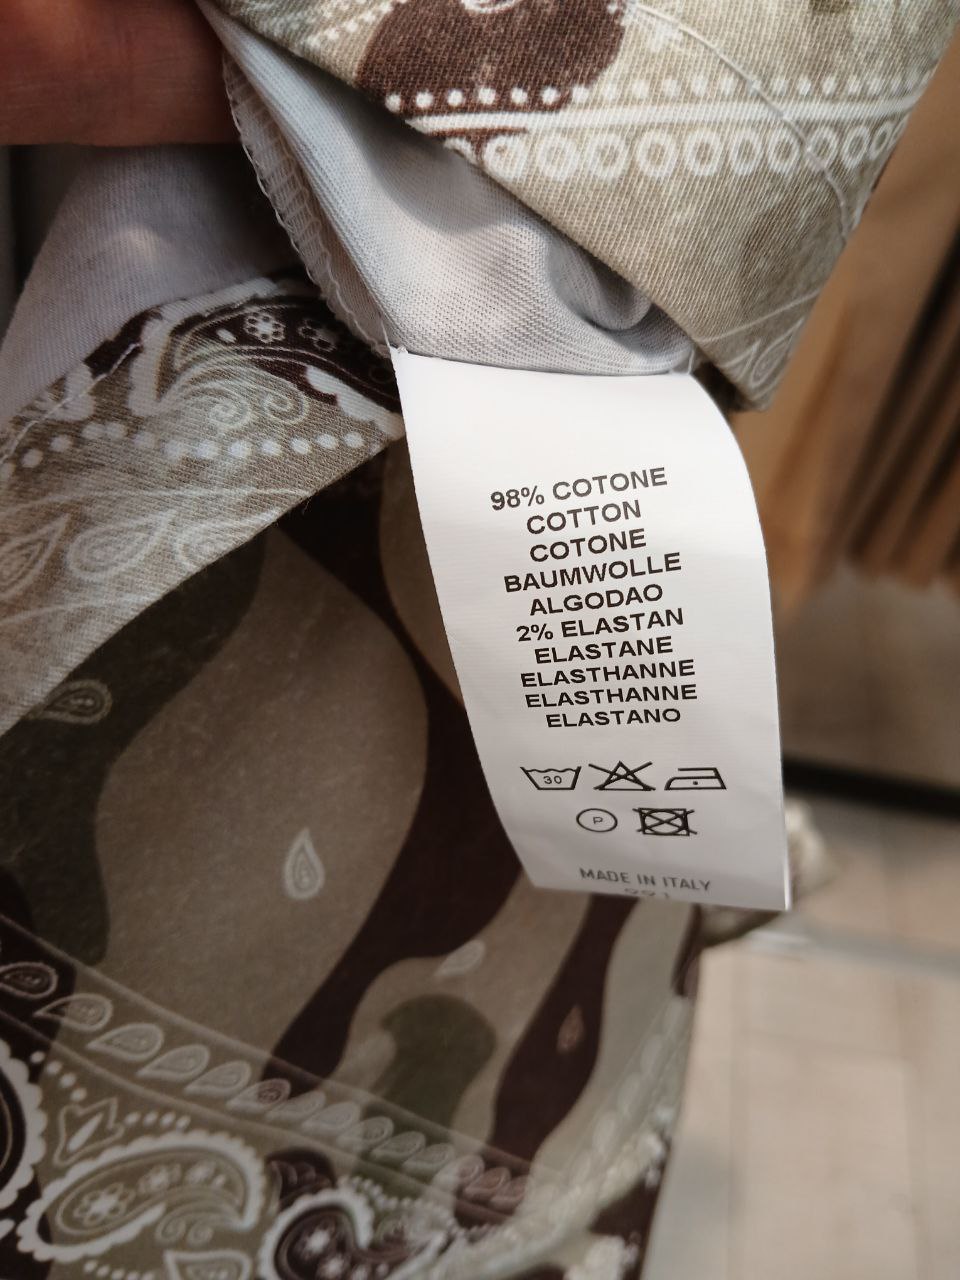 98% COTONE
COTTON
COTONE
BAUMWOLLE
ALGODAO
2% ELASTAN
ELASTANE
ELASTHANNE
ELASTHANNE
ELASTANO
30
P
MADE IN ITALY